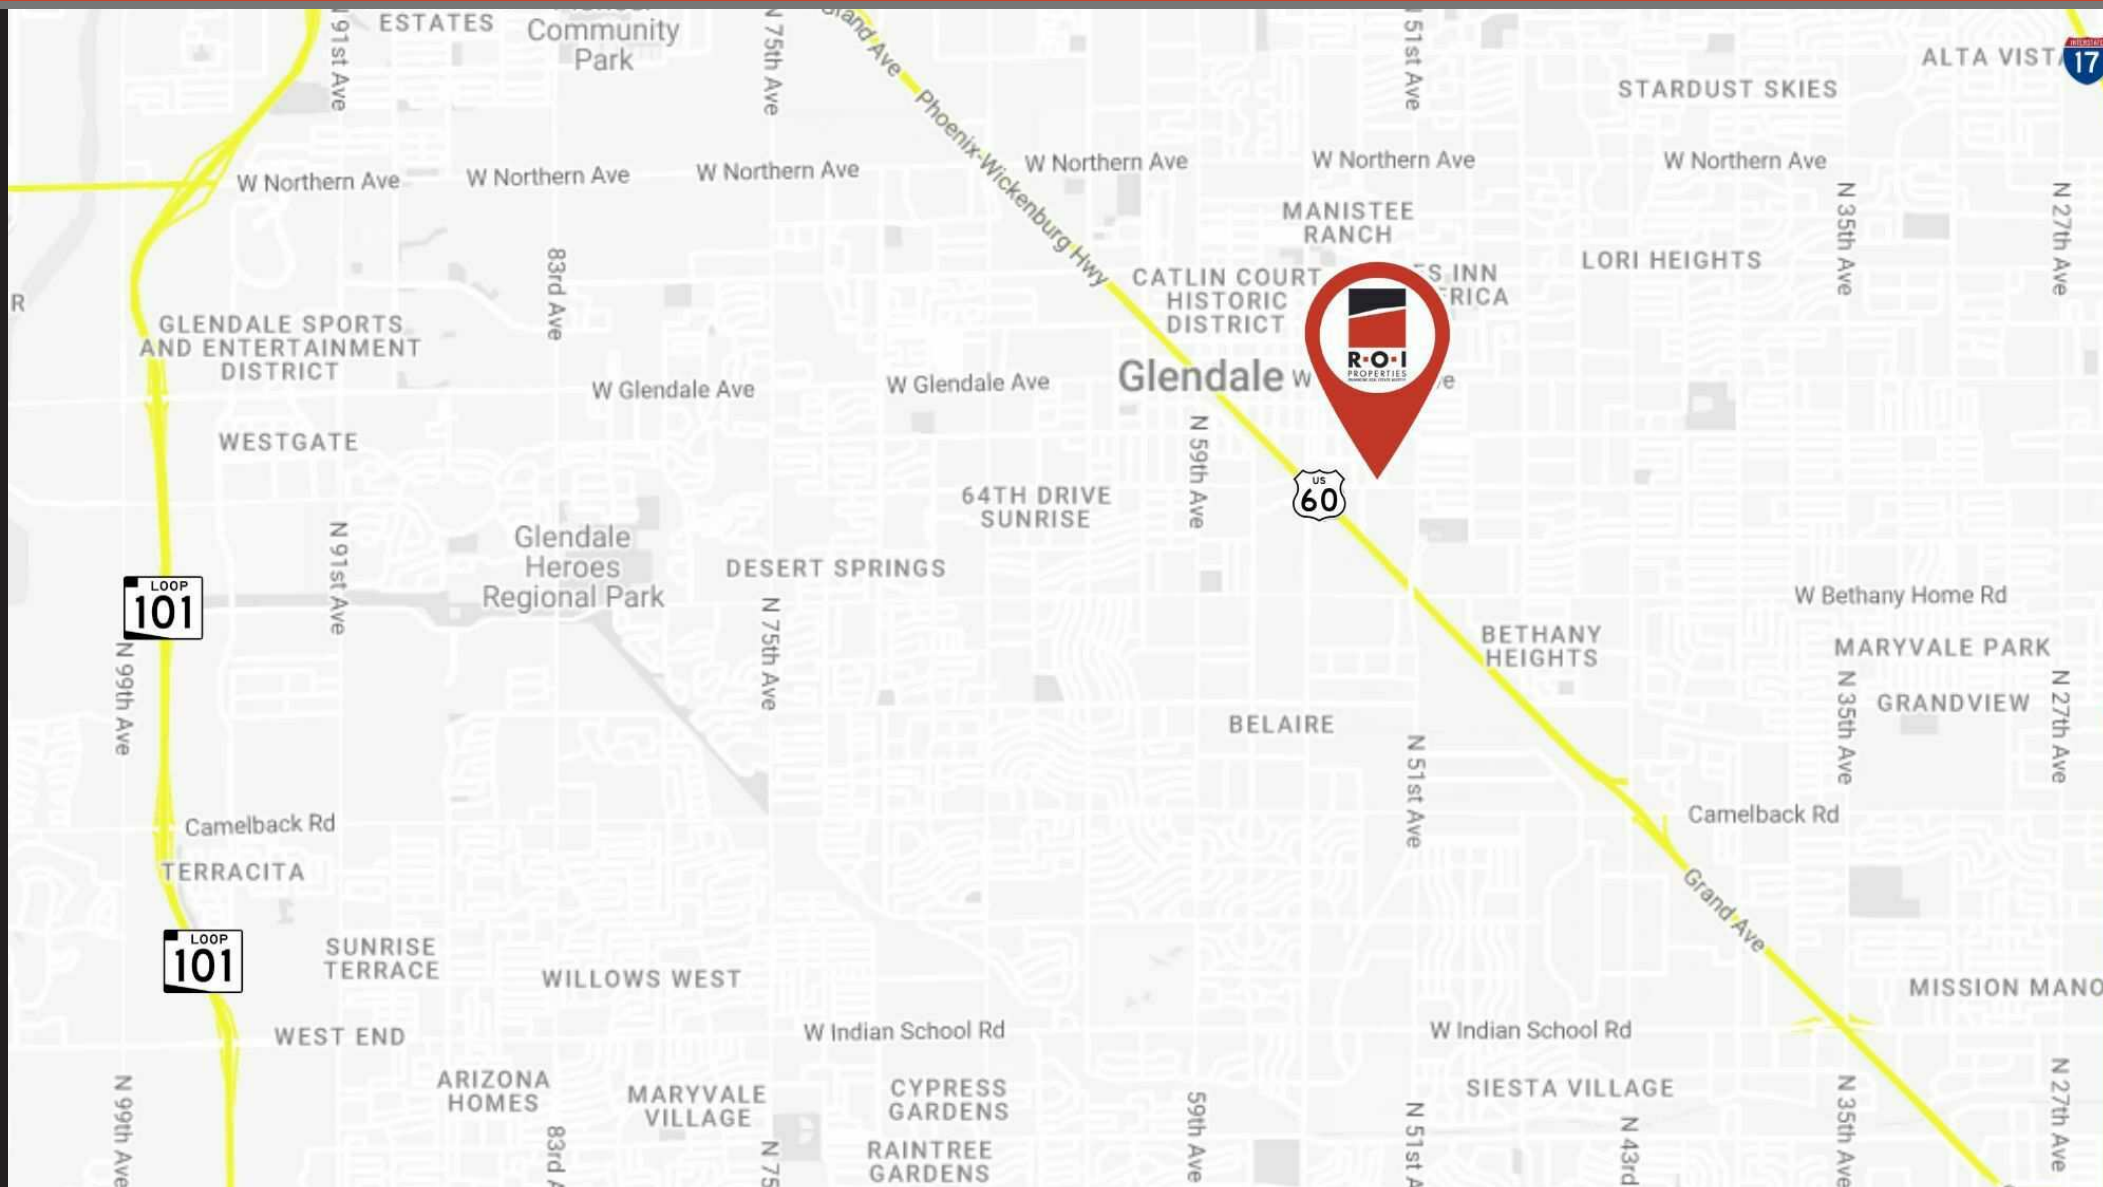 ESTATES
Community
Park
N 91st Ave
N 75th Ave
Grand Ave
N 51st Ave
ALTA VISTA
INTERSTATE
17
STARDUST SKIES
Phoenix-Wickenburg Hwy
W Northern Ave
W Northern Ave
W Northern Ave
W Northern Ave
W Northern Ave
W Northern Ave
N 35th Ave
N 27th Ave
MANISTEE
RANCH
83rd Ave
LORI HEIGHTS
CATLIN COURT
HISTORIC
DISTRICT
S INN
RICA
R
GLENDALE SPORTS
AND ENTERTAINMENT
DISTRICT
R·O·I
PROPERTIES
Glendale
W
e
W Glendale Ave
W Glendale Ave
WESTGATE
N 59th Ave
64TH DRIVE
SUNRISE
US
60
N 91st Ave
Glendale
Heroes
Regional Park
DESERT SPRINGS
LOOP
101
W Bethany Home Rd
N 75th Ave
BETHANY
HEIGHTS
MARYVALE PARK
N 99th Ave
N 35th Ave
GRANDVIEW
N 27th Ave
BELAIRE
N 51st Ave
Camelback Rd
Camelback Rd
TERRACITA
Grand Ave
LOOP
101
SUNRISE
TERRACE
WILLOWS WEST
MISSION MANO
WEST END
W Indian School Rd
W Indian School Rd
ARIZONA
HOMES
MARYVALE
VILLAGE
CYPRESS
GARDENS
SIESTA VILLAGE
N 99th Ave
83rd A
N 75
RAINTREE
GARDENS
59th Ave
N 51st A
N 43rd
N 35th Ave
N 27th Ave